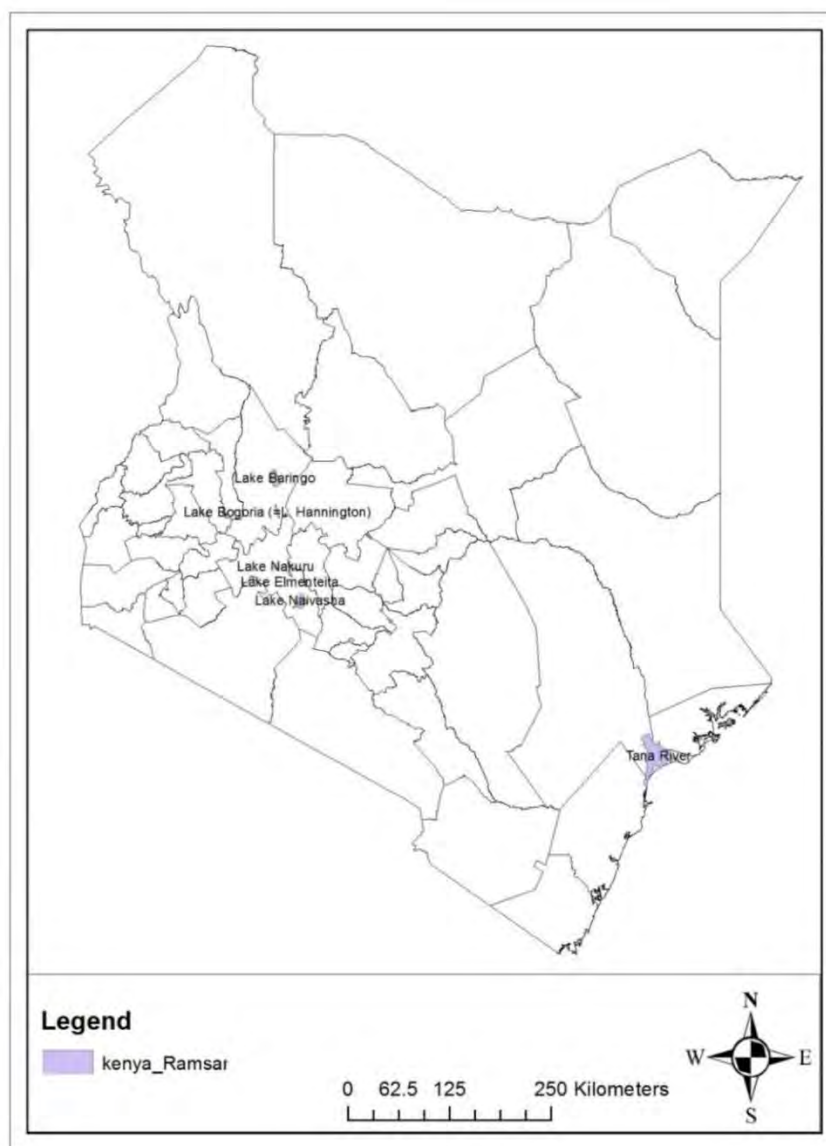 Lake Baringo
Lake Bogoria (=L. Hannington)
Lake Nakuru
Lake Elmenteita
Lake Naivasha
Tana River
Legend
kenya_Ramsar
0 62.5 125 250 Kilometers
N
W E
S